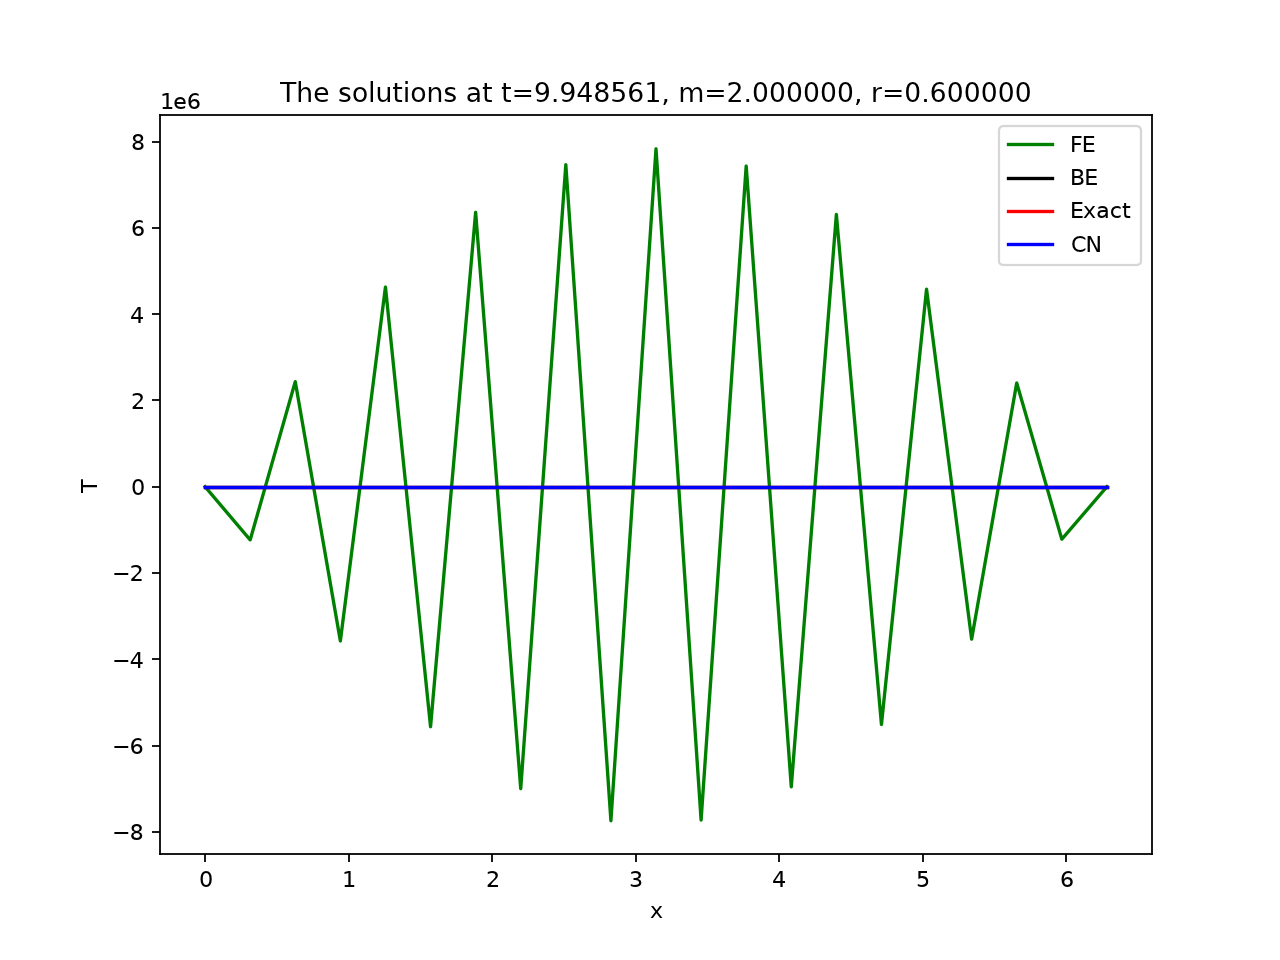 The solutions at t=9.948561, m=2.000000, r=0.600000
1e6
FE
BE
Exact
CN
8
6
4
2
0
−2
−4
−6
−8
T
0 1 2 3 4 5 6
x